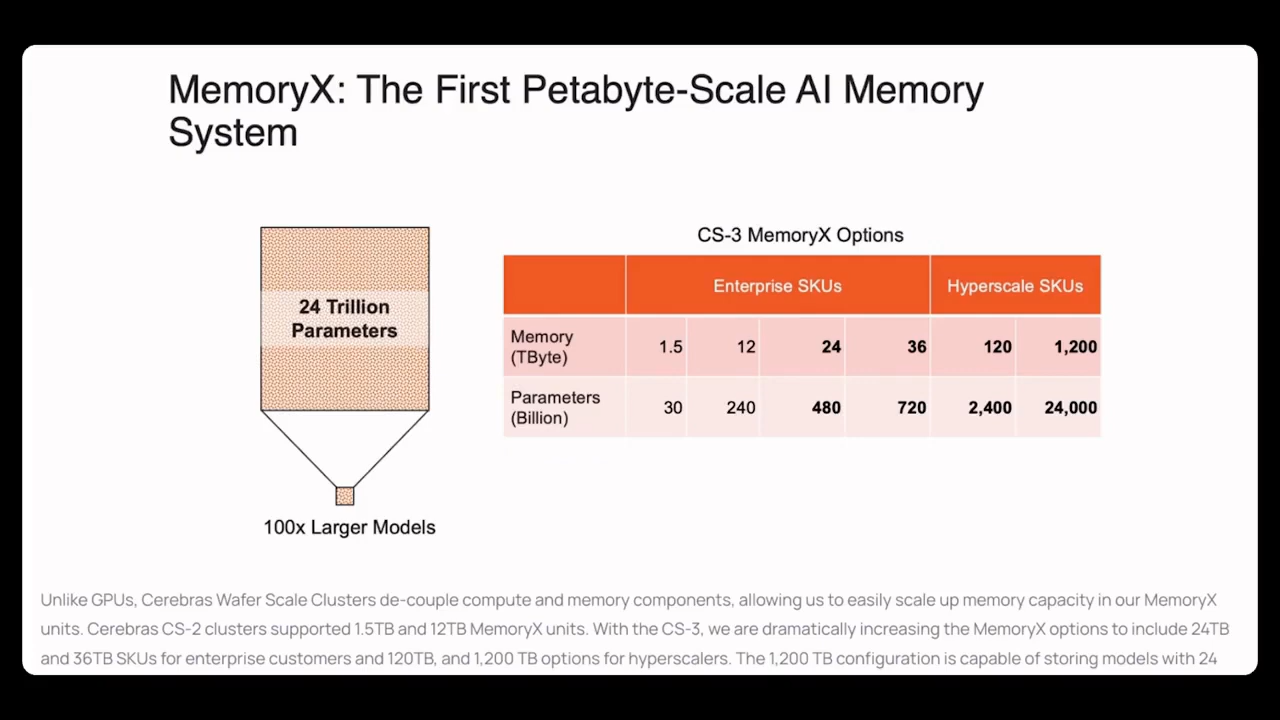 MemoryX: The First Petabyte-Scale AI Memory
System
24 Trillion
Parameters
100x Larger Models
CS-3 MemoryX Options
Enterprise SKUs Hyperscale SKUs
Memory
(TByte) 1.5 12 24 36 120 1,200
Parameters
(Billion) 30 240 480 720 2,400 24,000
Unlike GPUs, Cerebras Wafer Scale Clusters de-couple compute and memory components, allowing us to easily scale up memory capacity in our MemoryX
units. Cerebras CS-2 clusters supported 1.5TB and 12TB MemoryX units. With the CS-3, we are dramatically increasing the MemoryX options to include 24TB
and 36TB SKUs for enterprise customers and 120TB, and 1,200 TB options for hyperscalers. The 1,200 TB configuration is capable of storing models with 24